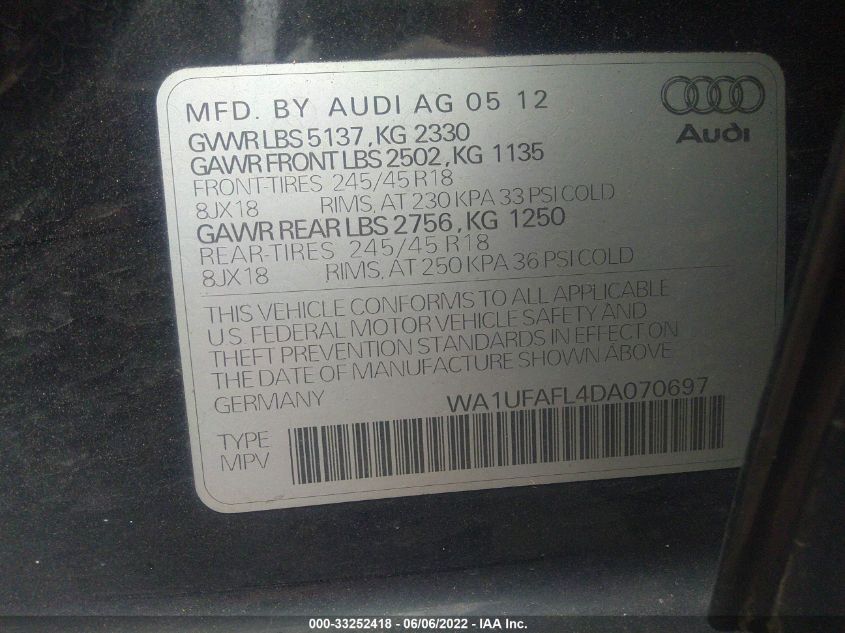 MFD. BY AUDI AG 05 12
Audi
GVWR LBS 5137, KG 2330
GAWR FRONT LBS 2502, KG 1135
FRONT-TIRES 245/45 R18
8JX18 RIMS, AT 230 KPA 33 PSI COLD
GAWR REAR LBS 2756, KG 1250
REAR-TIRES 245/45 R18
8JX18 RIMS, AT 250 KPA 36 PSI COLD
THIS VEHICLE CONFORMS TO ALL APPLICABLE
U.S. FEDERAL MOTOR VEHICLE SAFETY AND
THEFT PREVENTION STANDARDS IN EFFECT ON
THE DATE OF MANUFACTURE SHOWN ABOVE.
GERMANY WA1UFAFL4DA070697
TYPE
MPV
000-33252418 - 06/06/2022 - IAA Inc.